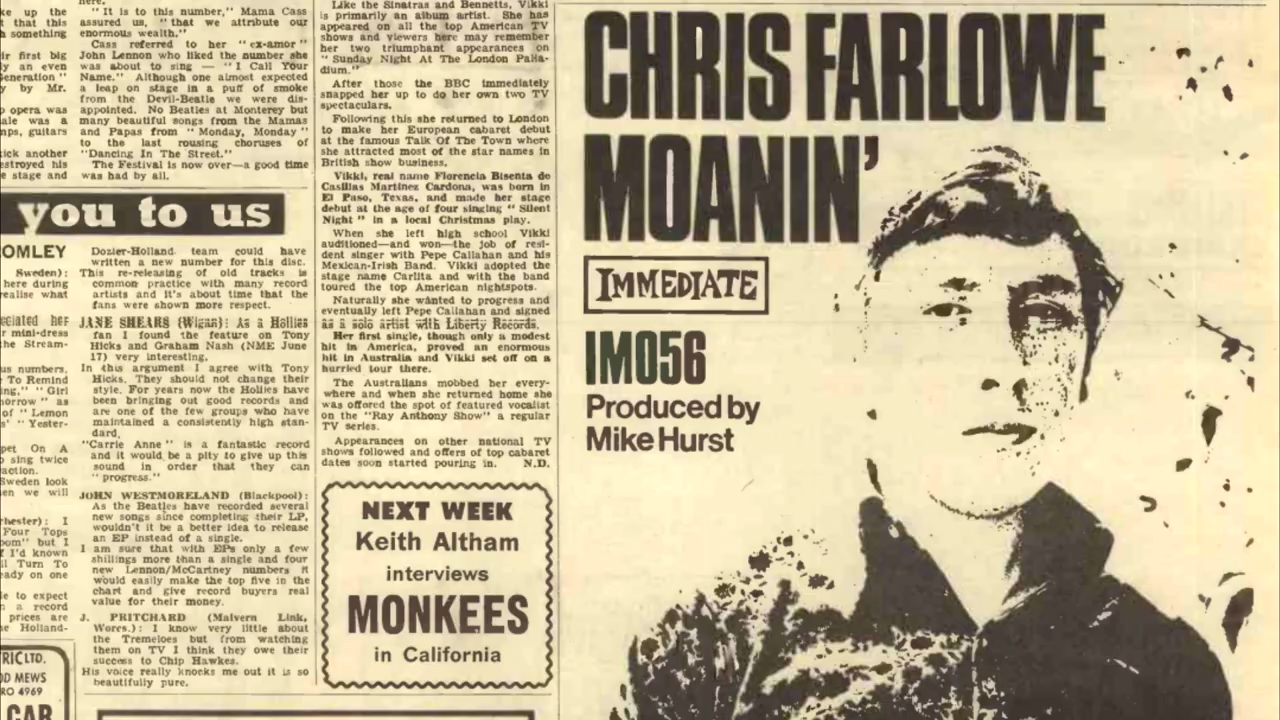 ke up the
t that this
h something
ir first big
ly an even
Generation"
y by Mr.
p opera was
ale was a
mps, guitars
ick another
estroyed his
e stage and
here.
"It is to this number," Mama Cass
assured us, "that we attribute our
enormous wealth."
Cass referred to her "ex-amor"
John Lennon who liked the number she
was about to sing — "I Call Your
Name." Although one almost expected
a leap on stage in a puff of smoke
from the Devil-Beatle we were dis-
appointed. No Beatles at Monterey but
many beautiful songs from the Mamas
and Papas from "Monday, Monday"
to the last rousing choruses of
"Dancing In The Street."
The Festival is now over—a good time
was had by all.
you to us
OMLEY
Sweden):
here during
realise what
eciated her
r mini-dress
the Stream-
us numbers,
To Remind
ing," "Girl
orrow" as
of "Lemon
s' "Yester-
pet On A
o sing twice
action.
Sweden look
en we will
chester): I
Four Tops
oom" but I
f I'd known
ll Turn To
eady on one
le to expect
n a record
prices are
he Holland-
RIC LTD.
OD MEWS
RO 4969
CAR
Dozier-Holland team could have
written a new number for this disc.
This re-releasing of old tracks is
common practice with many record
artists and it's about time that the
fans were shown more respect.
JANE SHEARS (Wigan): As a Hollies
fan I found the feature on Tony
Hicks and Graham Nash (NME June
17) very interesting.
In this argument I agree with Tony
Hicks. They should not change their
style. For years now the Hollies have
been bringing out good records and
are one of the few groups who have
maintained a consistently high stan-
dard,
"Carrie Anne" is a fantastic record
and it would be a pity to give up this
sound in order that they can
"progress."
JOHN WESTMORELAND (Blackpool):
As the Beatles have recorded several
new songs since completing their LP,
wouldn't it be a better idea to release
an EP instead of a single.
I am sure that with EPs only a few
shillings more than a single and four
new Lennon/McCartney numbers it
would easily make the top five in the
chart and give record buyers real
value for their money.
J. PRITCHARD (Malvern Link,
Worcs.): I know very little about
the Tremeloes but from watching
them on TV I think they owe their
success to Chip Hawkes.
His voice really knocks me out it is so
beautifully pure.
Like the Sinatras and Bennetts, Vikki
is primarily an album artist. She has
appeared on all the top American TV
shows and viewers here may remember
her two triumphant appearances on
"Sunday Night At The London Palla-
dium."
After those the BBC immediately
snapped her up to do her own two TV
spectaculars.
Following this she returned to London
to make her European cabaret debut
at the famous Talk Of The Town where
she attracted most of the star names in
British show business.
Vikki, real name Florencia Bisenta de
Casillas Martinez Cardona, was born in
El Paso, Texas, and made her stage
debut at the age of four singing "Silent
Night" in a local Christmas play.
When she left high school Vikki
auditioned—and won—the job of resi-
dent singer with Pepe Callahan and his
Mexican-Irish Band. Vikki adopted the
stage name Carlita and with the band
toured the top American nightspots.
Naturally she wanted to progress and
eventually left Pepe Callahan and signed
as a solo artist with Liberty Records.
Her first single, though only a modest
hit in America, proved an enormous
hit in Australia and Vikki set off on a
hurried tour there.
The Australians mobbed her every-
where and when she returned home she
was offered the spot of featured vocalist
on the "Ray Anthony Show" a regular
TV series.
Appearances on other national TV
shows followed and offers of top cabaret
dates soon started pouring in. N.D.
NEXT WEEK
Keith Altham
interviews
MONKEES
in California
CHRIS FARLOWE
MOANIN'
IMMEDIATE
IM056
Produced by
Mike Hurst